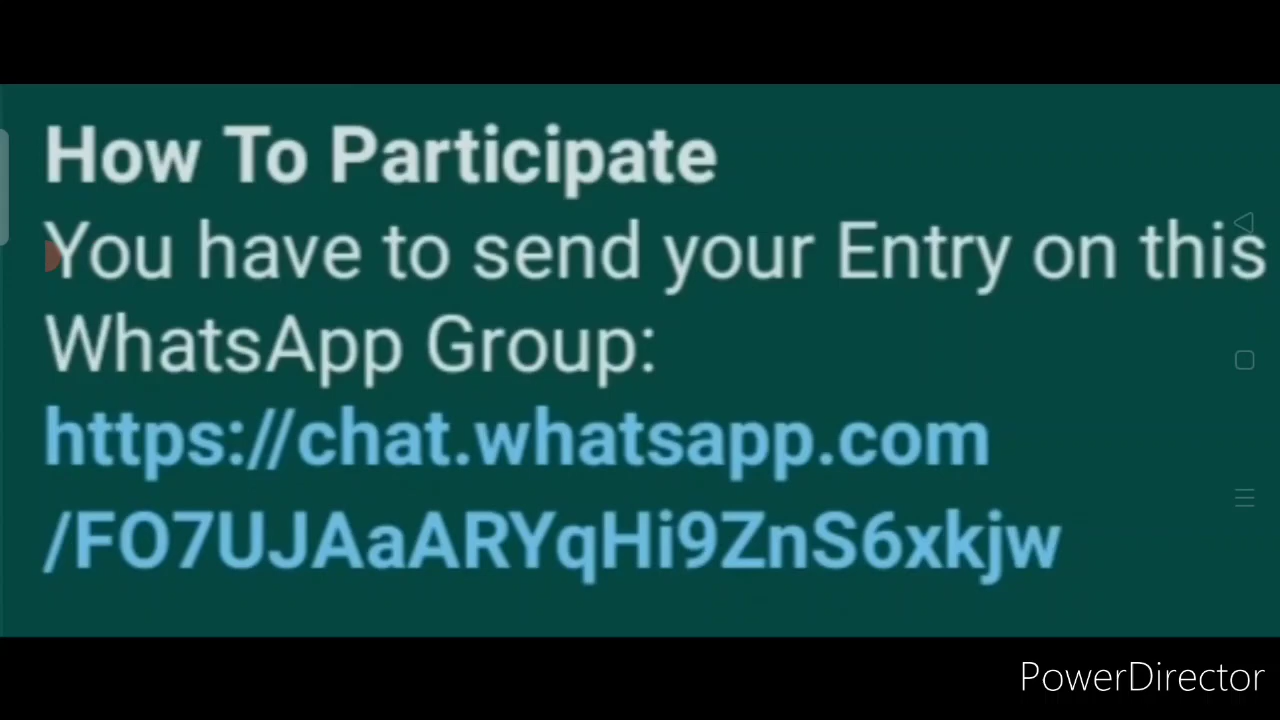 How To Participate
You have to send your Entry on this
WhatsApp Group:
https://chat.whatsapp.com
/FO7UJAaARYqHi9ZnS6xkjw
PowerDirector